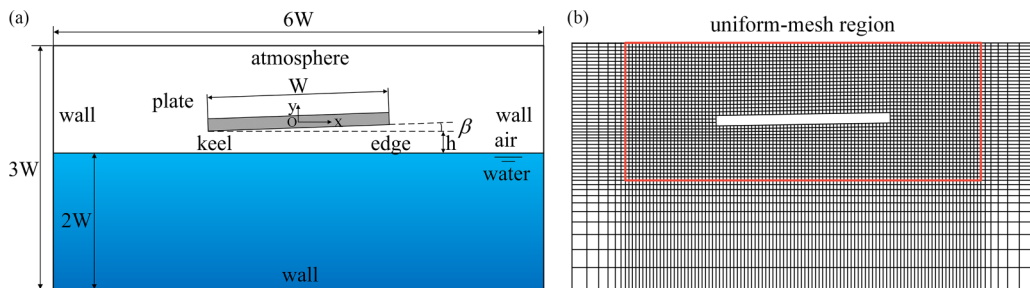 (a)
6W
atmosphere
W
plate
y
O
x
wall
wall
β
keel
edge
h
air
water
3W
2W
wall
(b)
uniform-mesh region